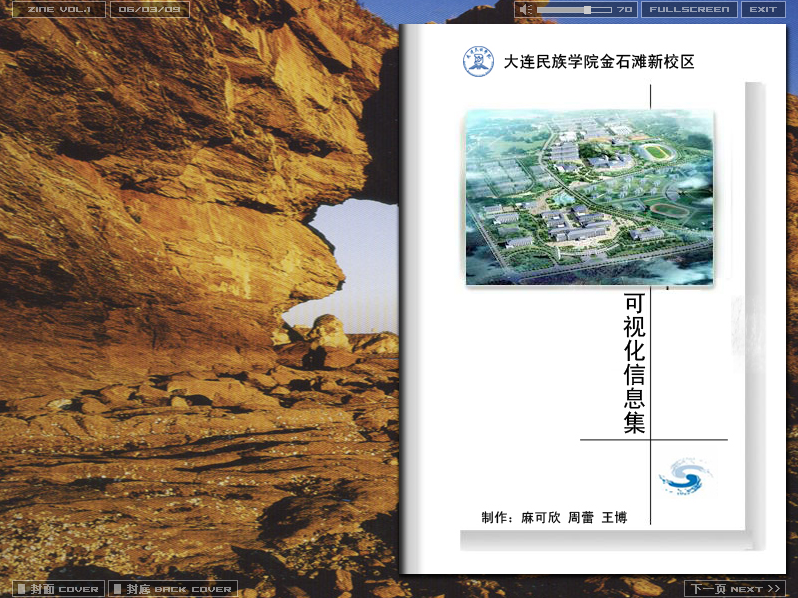 ZINE VOL.1 06/03/09 70 FULLSCREEN EXIT
大连民族学院金石滩新校区
可视化信息集
制作：麻可欣 周蕾 王博
封面 COVER 封底 BACK COVER 下一页 NEXT >>